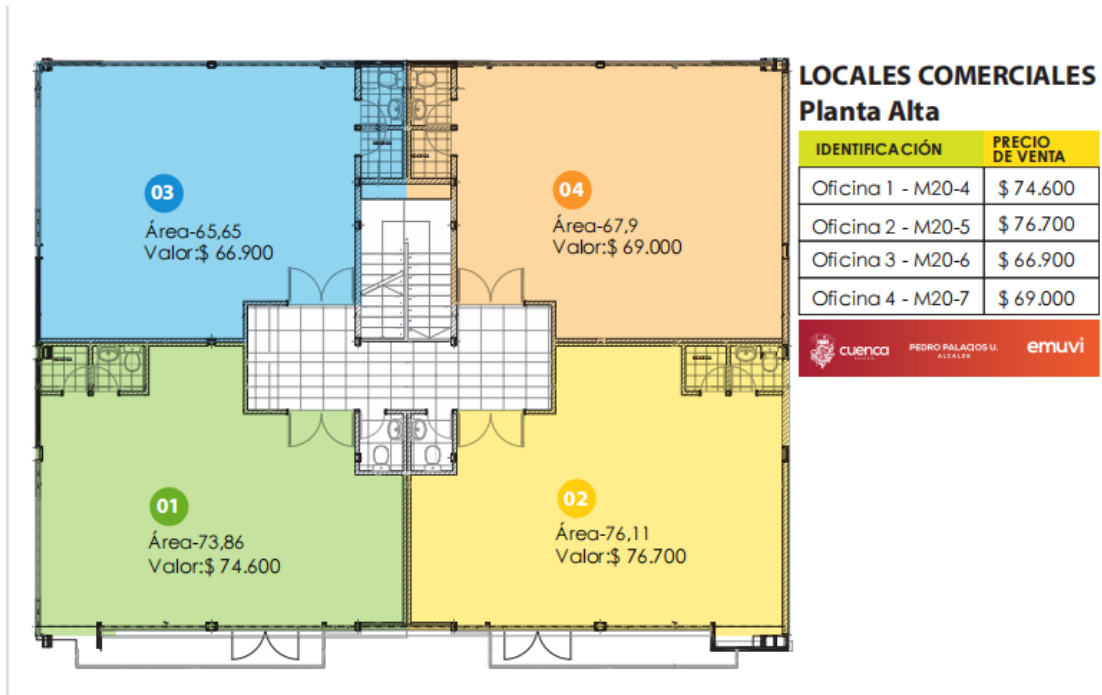 LOCALES COMERCIALES
Planta Alta
IDENTIFICACIÓN PRECIO DE VENTA
Oficina 1 - M20-4 $ 74.600
Oficina 2 - M20-5 $ 76.700
Oficina 3 - M20-6 $ 66.900
Oficina 4 - M20-7 $ 69.000
cuenca
PEDRO PALACIOS U.
ALCALDE
emuvi
03
Área-65,65
Valor:$ 66.900
04
Área-67,9
Valor:$ 69.000
01
Área-73,86
Valor:$ 74.600
02
Área-76,11
Valor:$ 76.700